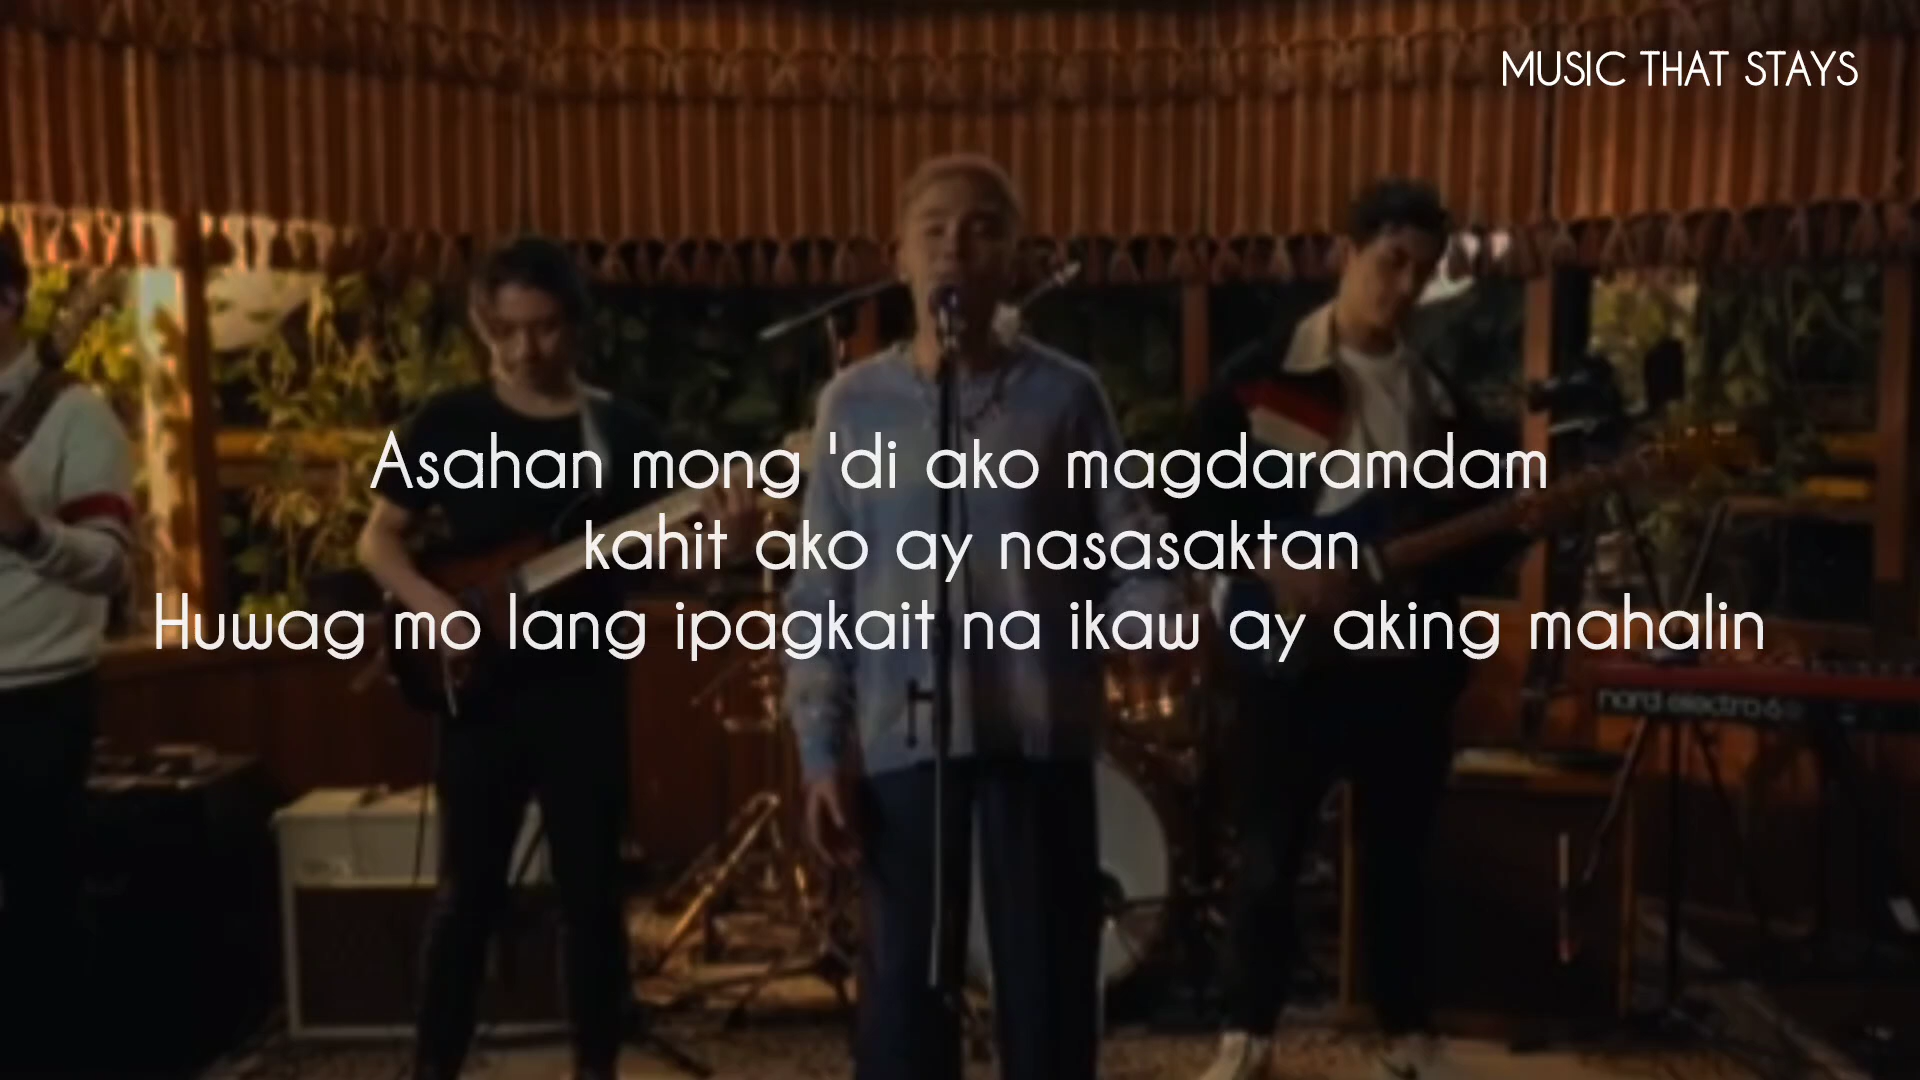 MUSIC THAT STAYS
Asahan mong 'di ako magdaramdam
kahit ako ay nasasaktan
Huwag mo lang ipagkait na ikaw ay aking mahalin
nord electro 6